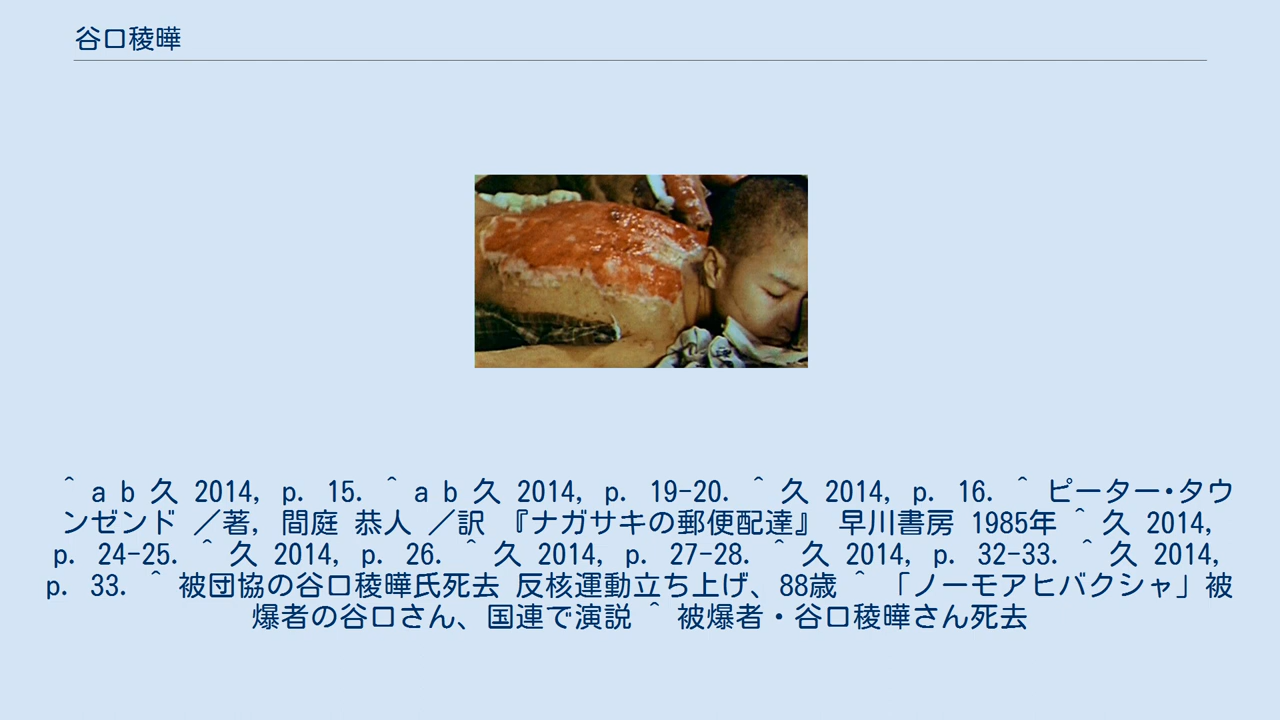 谷口稜曄
^ a b 久 2014, p. 15. ^ a b 久 2014, p. 19-20. ^ 久 2014, p. 16. ^ ピーター・タウ
ンゼンド ／著, 間庭 恭人 ／訳 『ナガサキの郵便配達』 早川書房 1985年 ^ 久 2014,
p. 24-25. ^ 久 2014, p. 26. ^ 久 2014, p. 27-28. ^ 久 2014, p. 32-33. ^ 久 2014,
p. 33. ^ 被団協の谷口稜曄氏死去 反核運動立ち上げ、88歳 ^ 「ノーモアヒバクシャ」被
爆者の谷口さん、国連で演説 ^ 被爆者・谷口稜曄さん死去